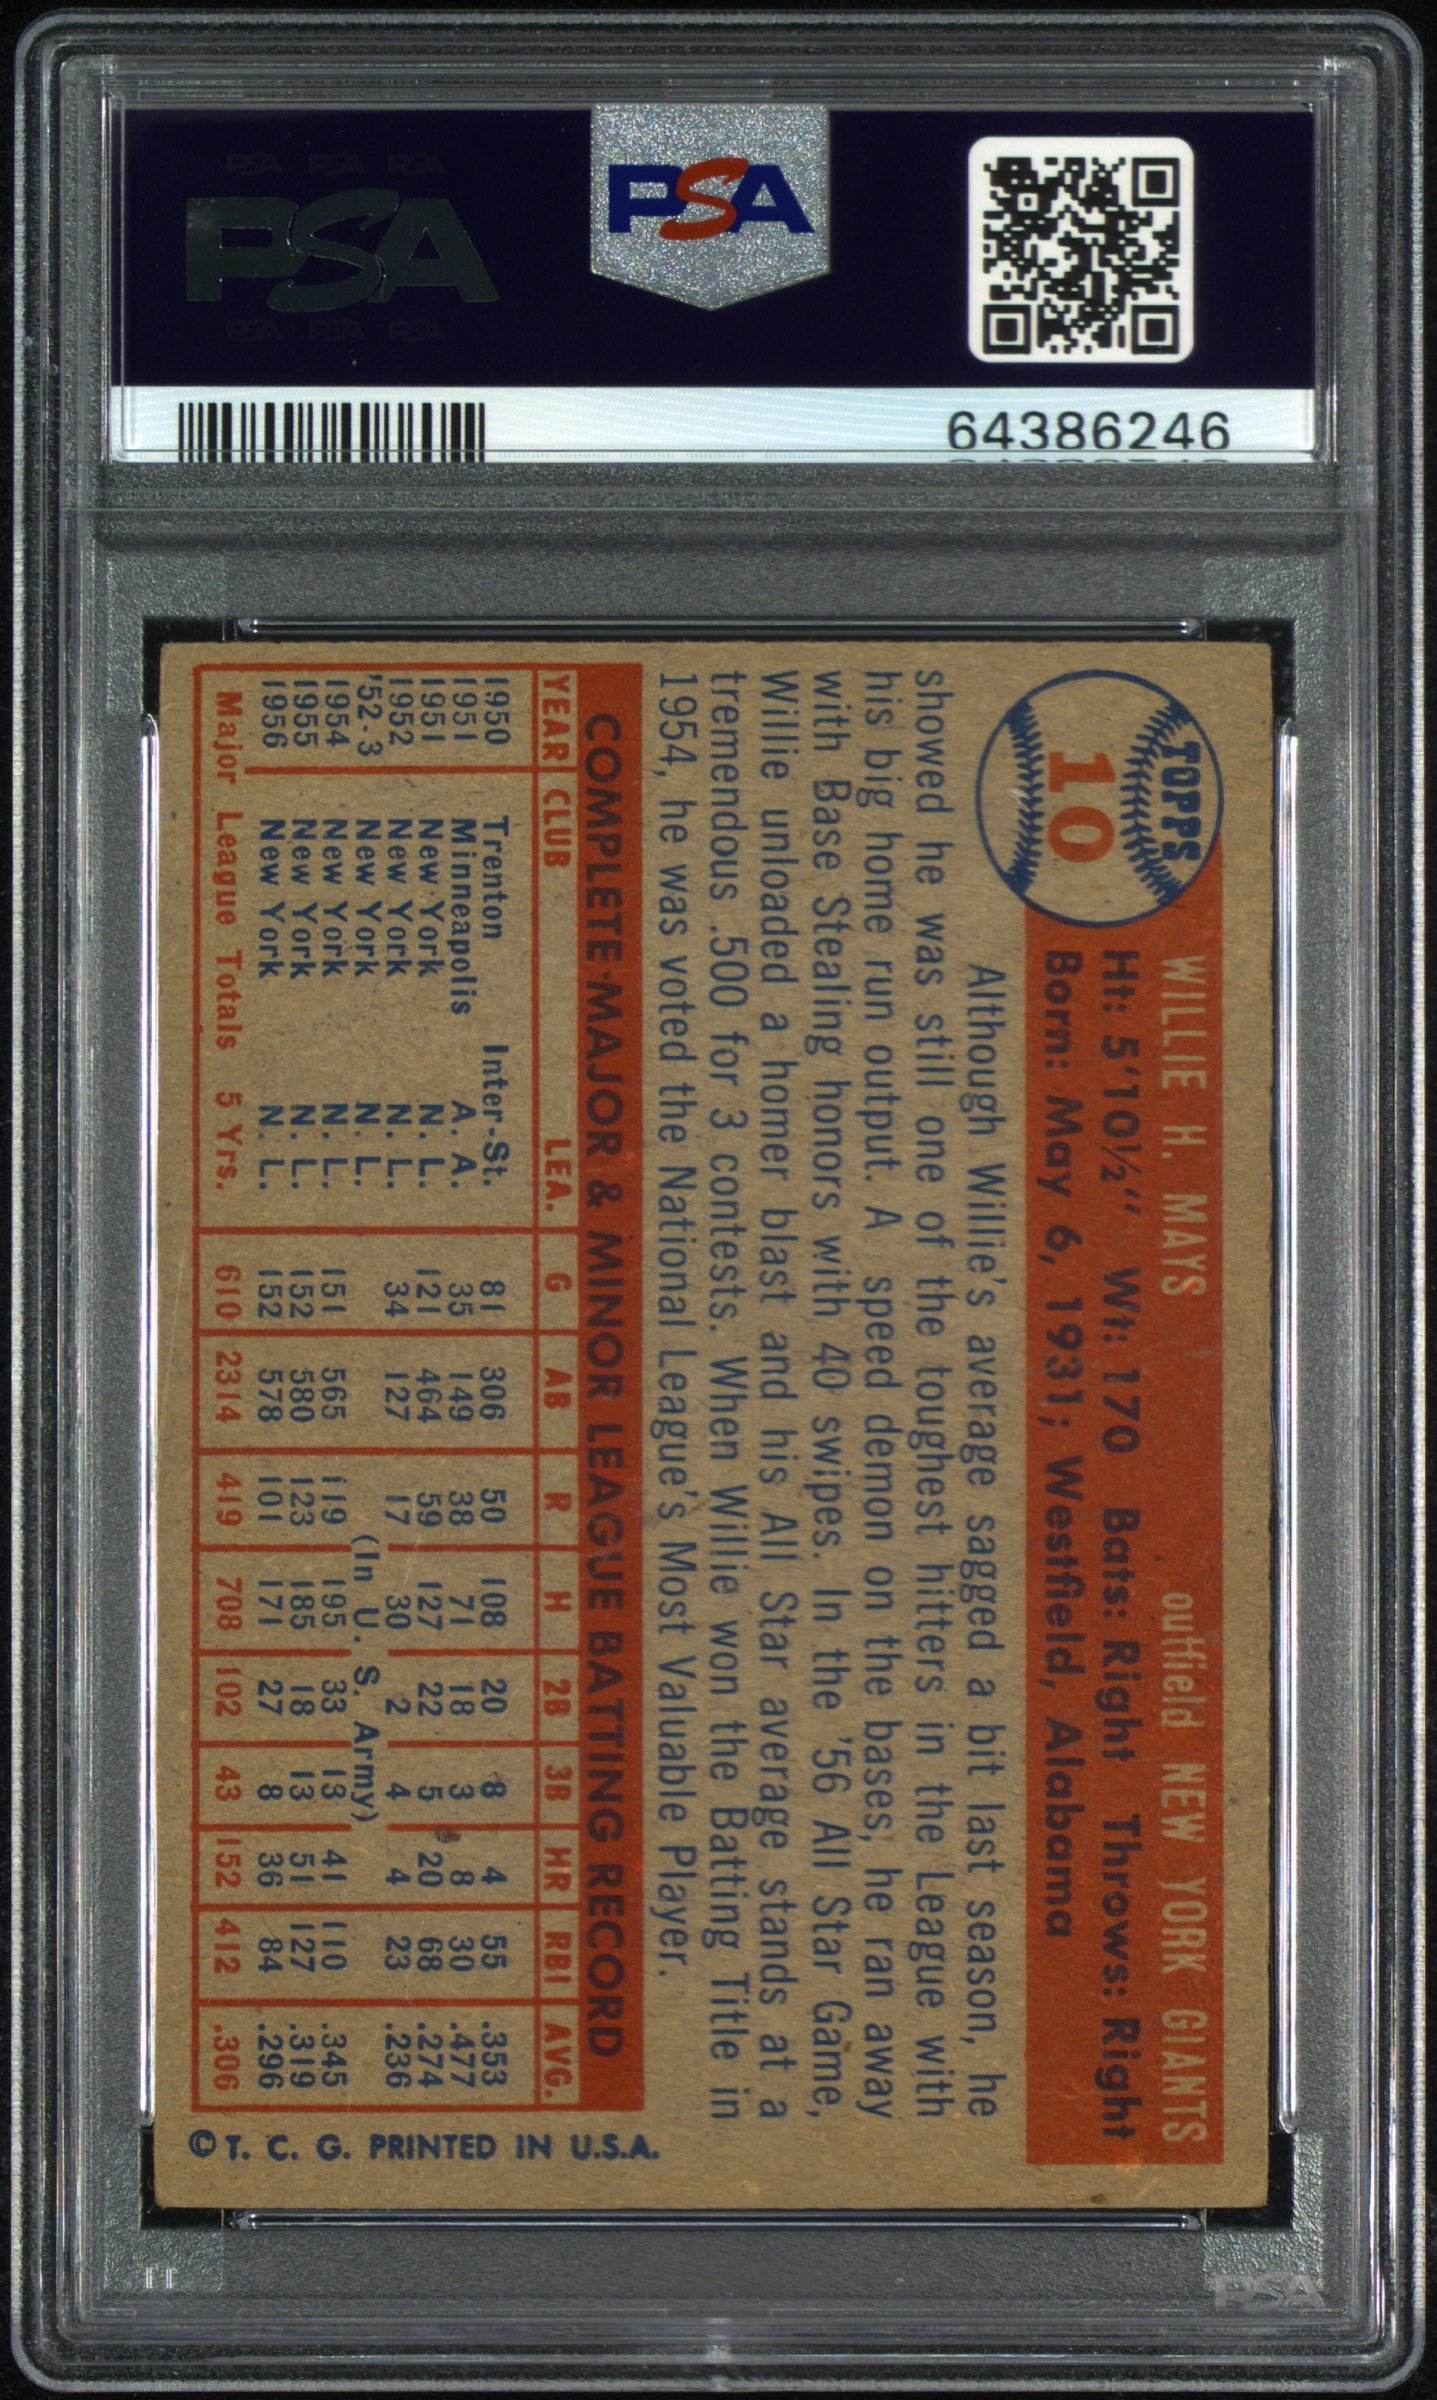 PSA PSA PSA
PSA
PSA PSA PSA
PSA
64386246
TOPPS
10
WILLIE H. MAYS outfield NEW YORK GIANTS
Ht: 5'10½" Wt: 170 Bats: Right Throws: Right
Born: May 6, 1931; Westfield, Alabama
Although Willie's average sagged a bit last season, he
showed he was still one of the toughest hitters in the League with
his big home run output. A speed demon on the bases, he ran away
with Base Stealing honors with 40 swipes. In the '56 All Star Game,
Willie unloaded a homer blast and his All Star average stands at a
tremendous .500 for 3 contests. When Willie won the Batting Title in
1954, he was voted the National League's Most Valuable Player.
COMPLETE MAJOR & MINOR LEAGUE BATTING RECORD
YEAR CLUB LEA. G AB R H 2B 3B HR RBI AVG.
1950 Trenton Inter-St. 81 306 50 108 20 8 4 55 .353
1951 Minneapolis A. A. 35 149 38 71 18 3 8 30 .477
1951 New York N. L. 121 464 59 127 22 5 20 68 .274
1952 New York N. L. 34 127 17 30 2 4 4 23 .236
'52-3 New York N. L. (In U. S. Army)
1954 New York N. L. 151 565 119 195 33 13 41 110 .345
1955 New York N. L. 152 580 123 185 18 13 51 127 .319
1956 New York N. L. 152 578 101 171 27 8 36 84 .296
Major League Totals 5 Yrs. 610 2314 419 708 102 43 152 412 .306
© T. C. G. PRINTED IN U.S.A.
PSA